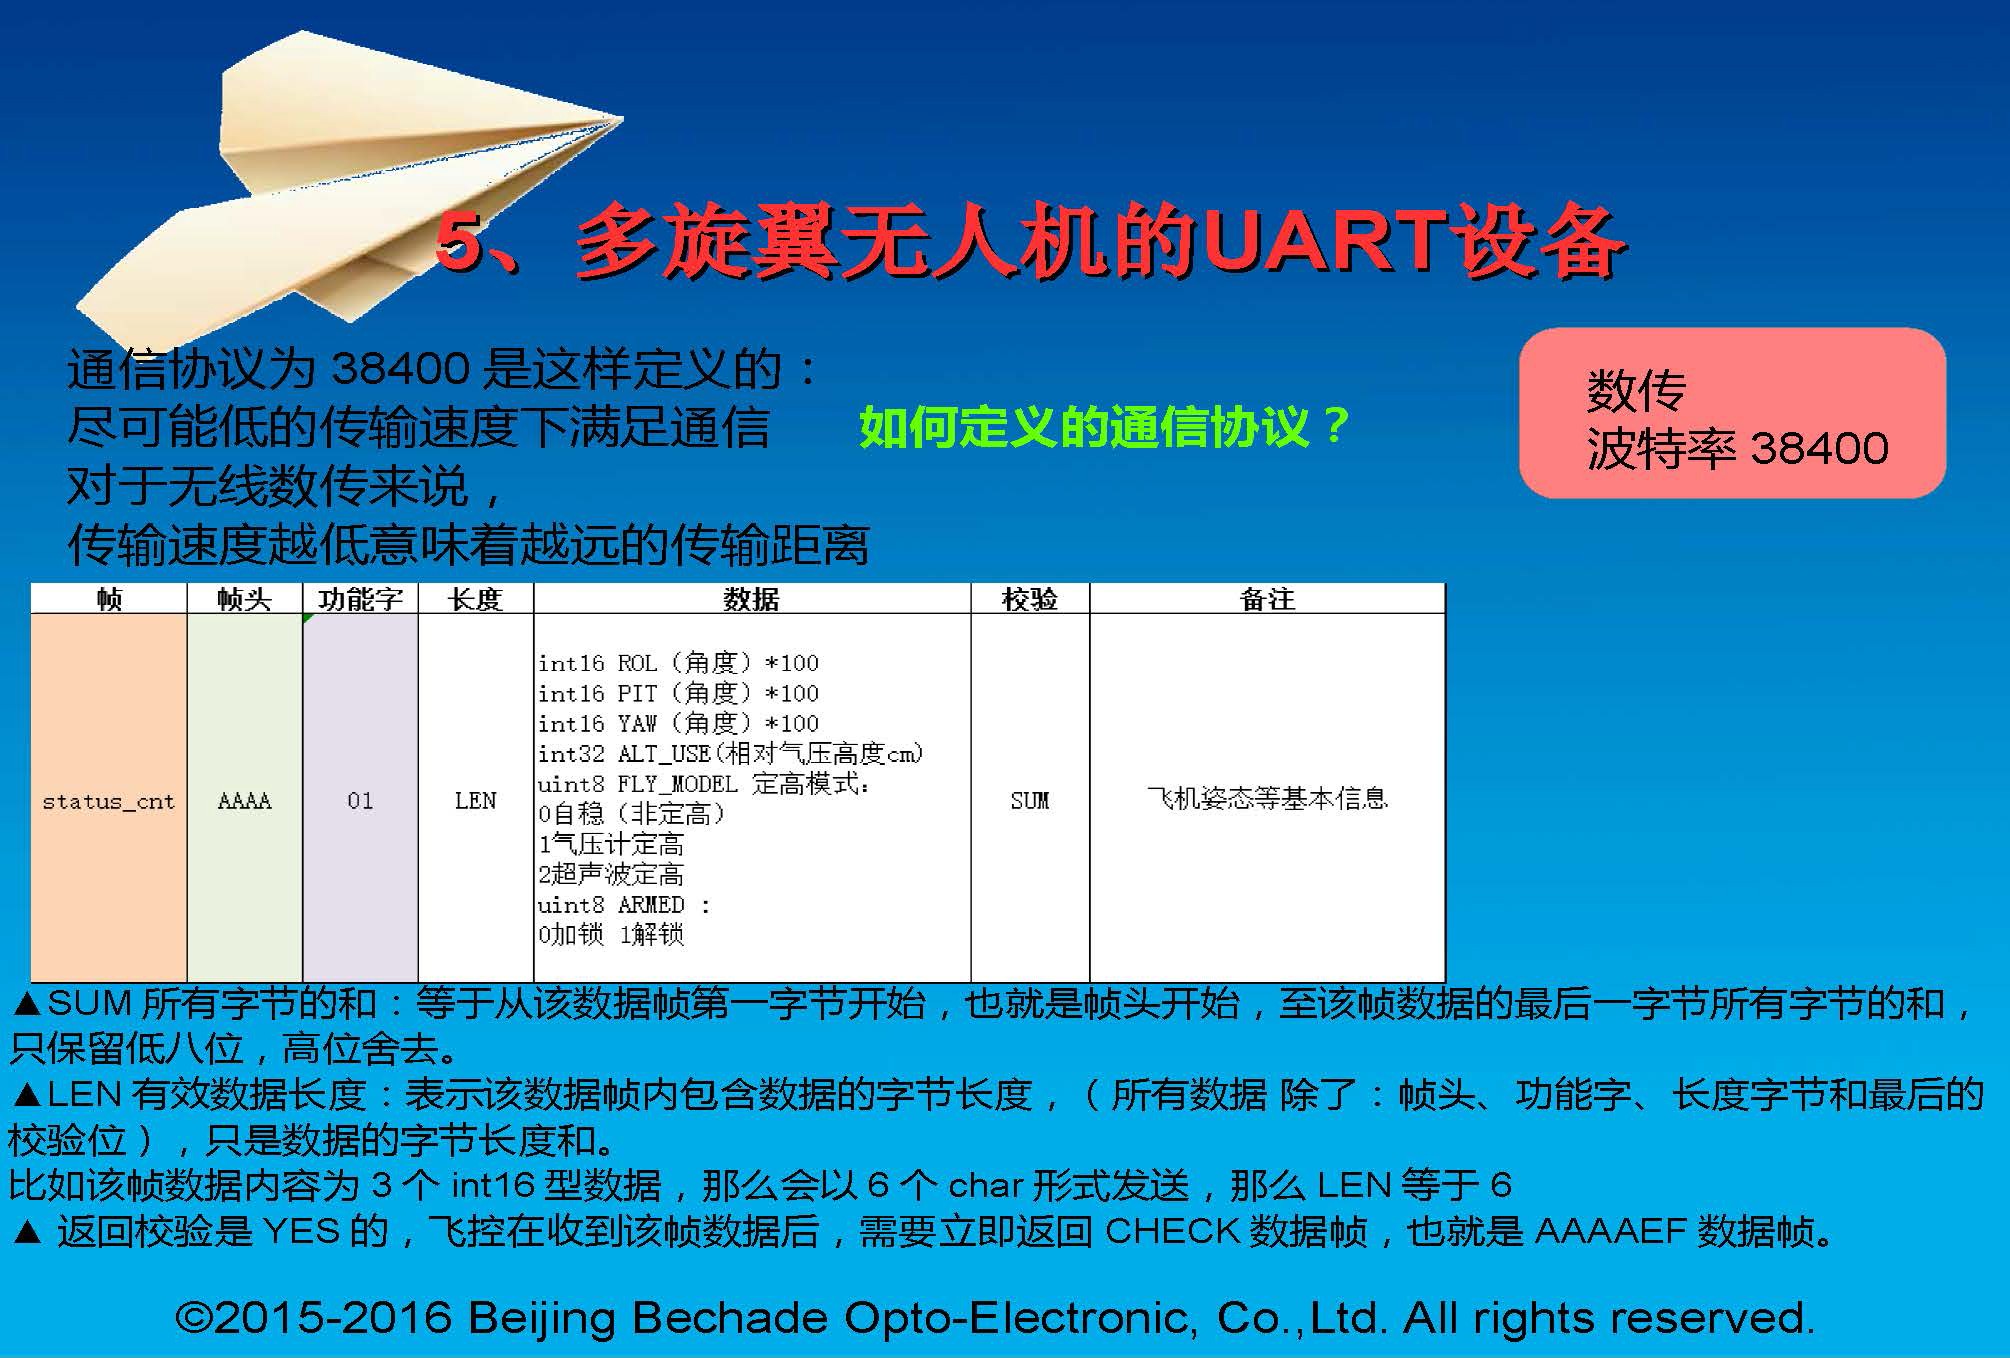 5、多旋翼无人机的UART设备
通信协议为 38400 是这样定义的：
尽可能低的传输速度下满足通信
对于无线数传来说，
传输速度越低意味着越远的传输距离
如何定义的通信协议？
数传
波特率 38400
帧 帧头 功能字 长度 数据 校验 备注
status_cnt AAAA 01 LEN
int16 ROL（角度）*100
int16 PIT（角度）*100
int16 YAW（角度）*100
int32 ALT_USE(相对气压高度cm)
uint8 FLY_MODEL 定高模式：
0自稳（非定高）
1气压计定高
2超声波定高
uint8 ARMED :
0加锁 1解锁
SUM 飞机姿态等基本信息
▲SUM 所有字节的和：等于从该数据帧第一字节开始，也就是帧头开始，至该帧数据的最后一字节所有字节的和，
只保留低八位，高位舍去。
▲LEN 有效数据长度：表示该数据帧内包含数据的字节长度，（ 所有数据 除了：帧头、功能字、长度字节和最后的
校验位），只是数据的字节长度和。
比如该帧数据内容为 3 个 int16 型数据，那么会以 6 个 char 形式发送，那么 LEN 等于 6
▲ 返回校验是 YES 的，飞控在收到该帧数据后，需要立即返回 CHECK 数据帧，也就是 AAAAEF 数据帧。
©2015-2016 Beijing Bechade Opto-Electronic, Co.,Ltd. All rights reserved.